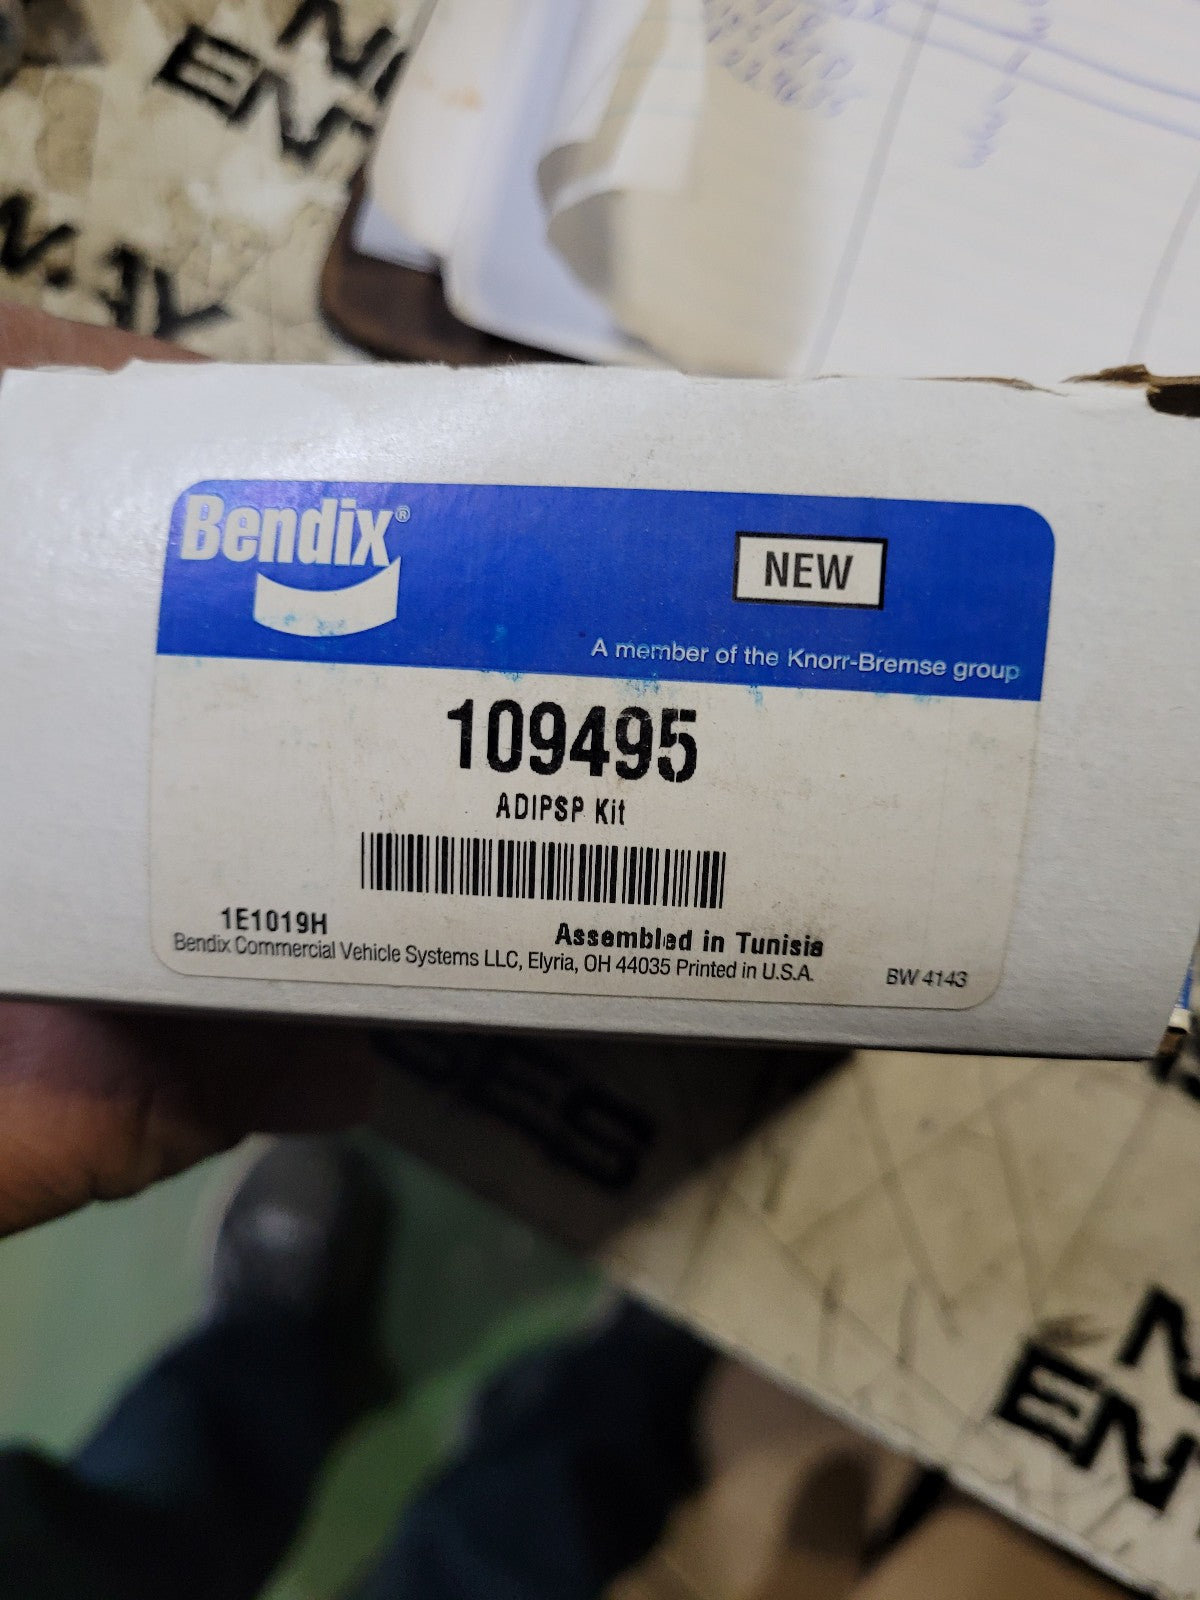 Bendix®
NEW
A member of the Knorr-Bremse group
109495
ADIPSP Kit
1E1019H
Assembled in Tunisia
Bendix Commercial Vehicle Systems LLC, Elyria, OH 44035 Printed in U.S.A.
BW 4143